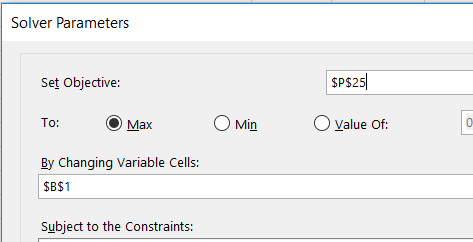 Solver Parameters
Set Objective: $P$25
To: Max Min Value Of: 0
By Changing Variable Cells:
$B$1
Subject to the Constraints: